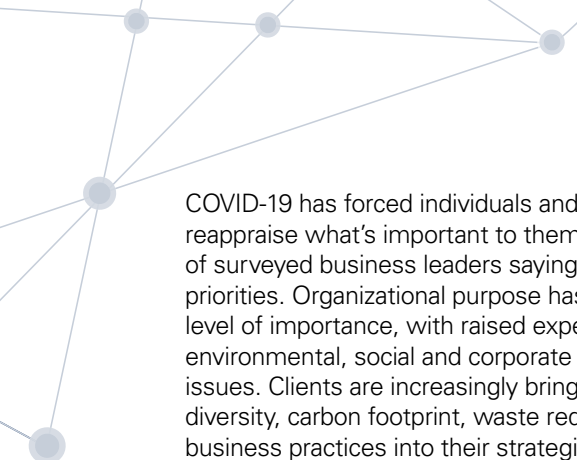 COVID-19 has forced individuals and
reappraise what's important to them
of surveyed business leaders saying
priorities. Organizational purpose has
level of importance, with raised expe
environmental, social and corporate
issues. Clients are increasingly bring
diversity, carbon footprint, waste red
business practices into their strategi